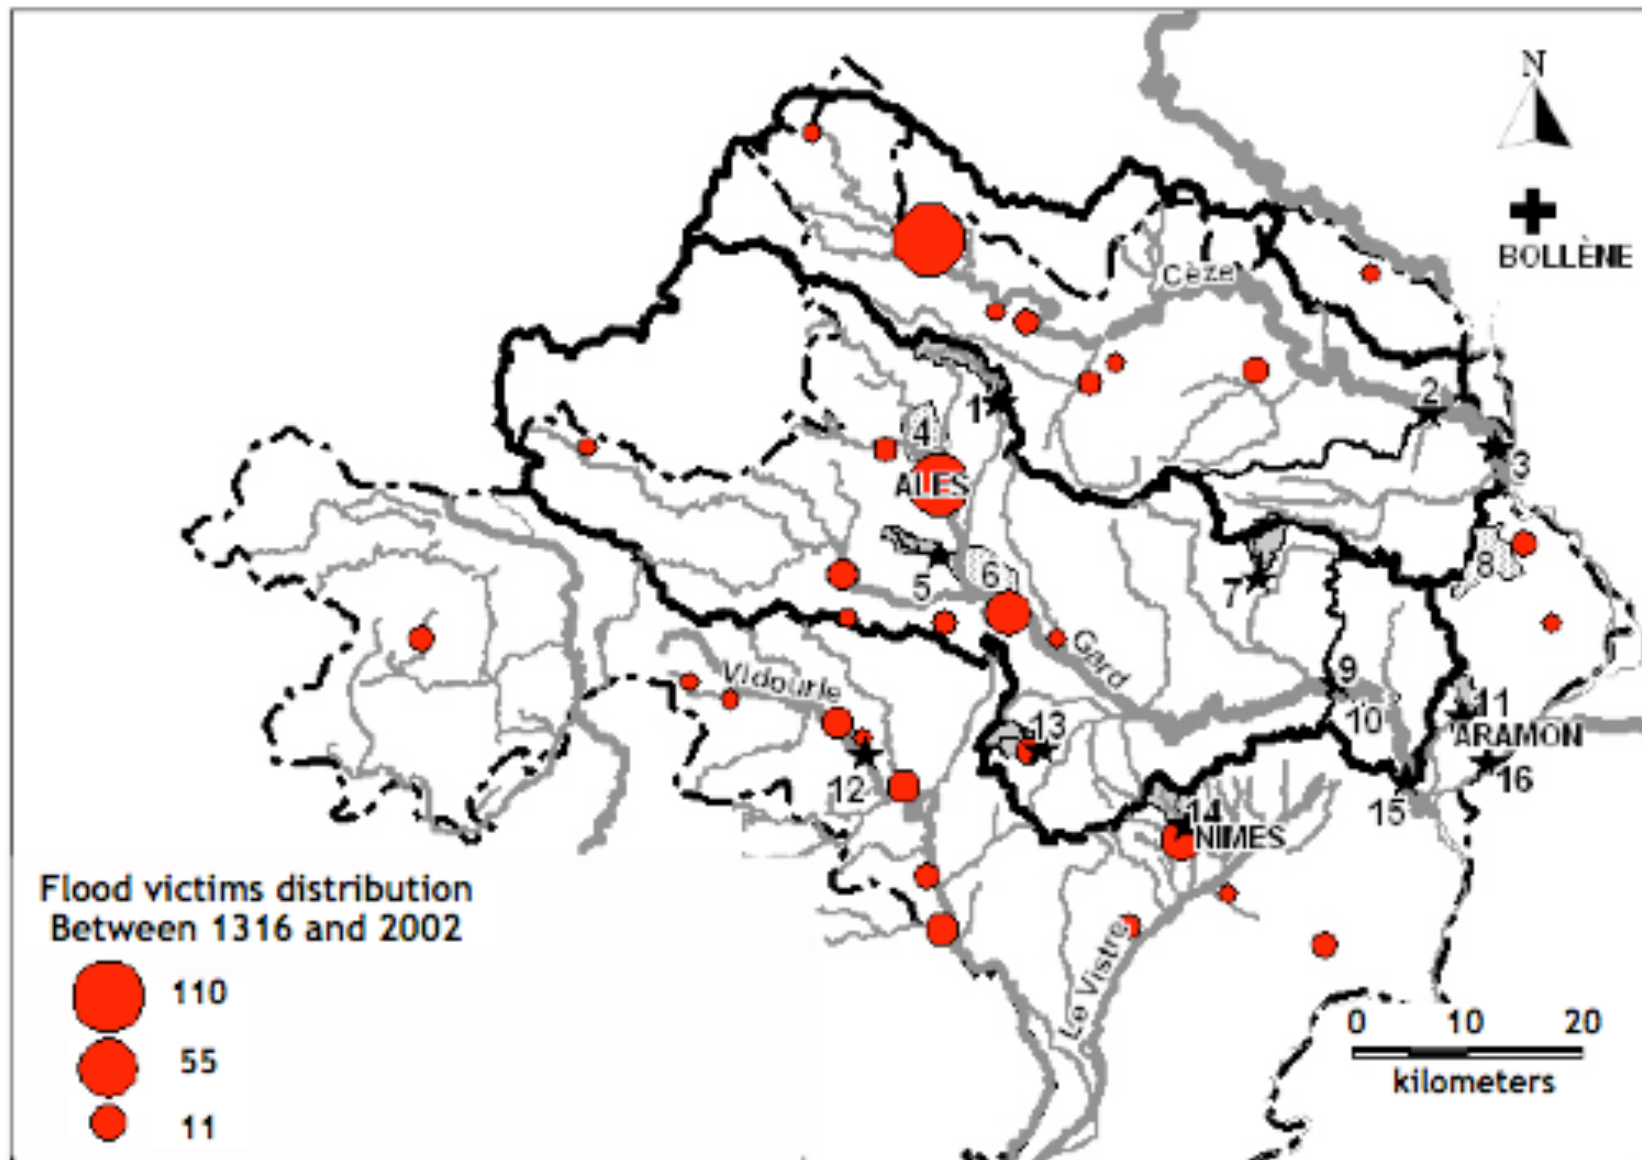 N
BOLLÈNE
Cèze
2
1
4
3
ALES
5
6
7
8
Gard
Vidourle
9
10
11
13
ARAMON
12
16
14
15
NIMES
Le Vistre
Flood victims distribution
Between 1316 and 2002
110
55
11
0 10 20
kilometers